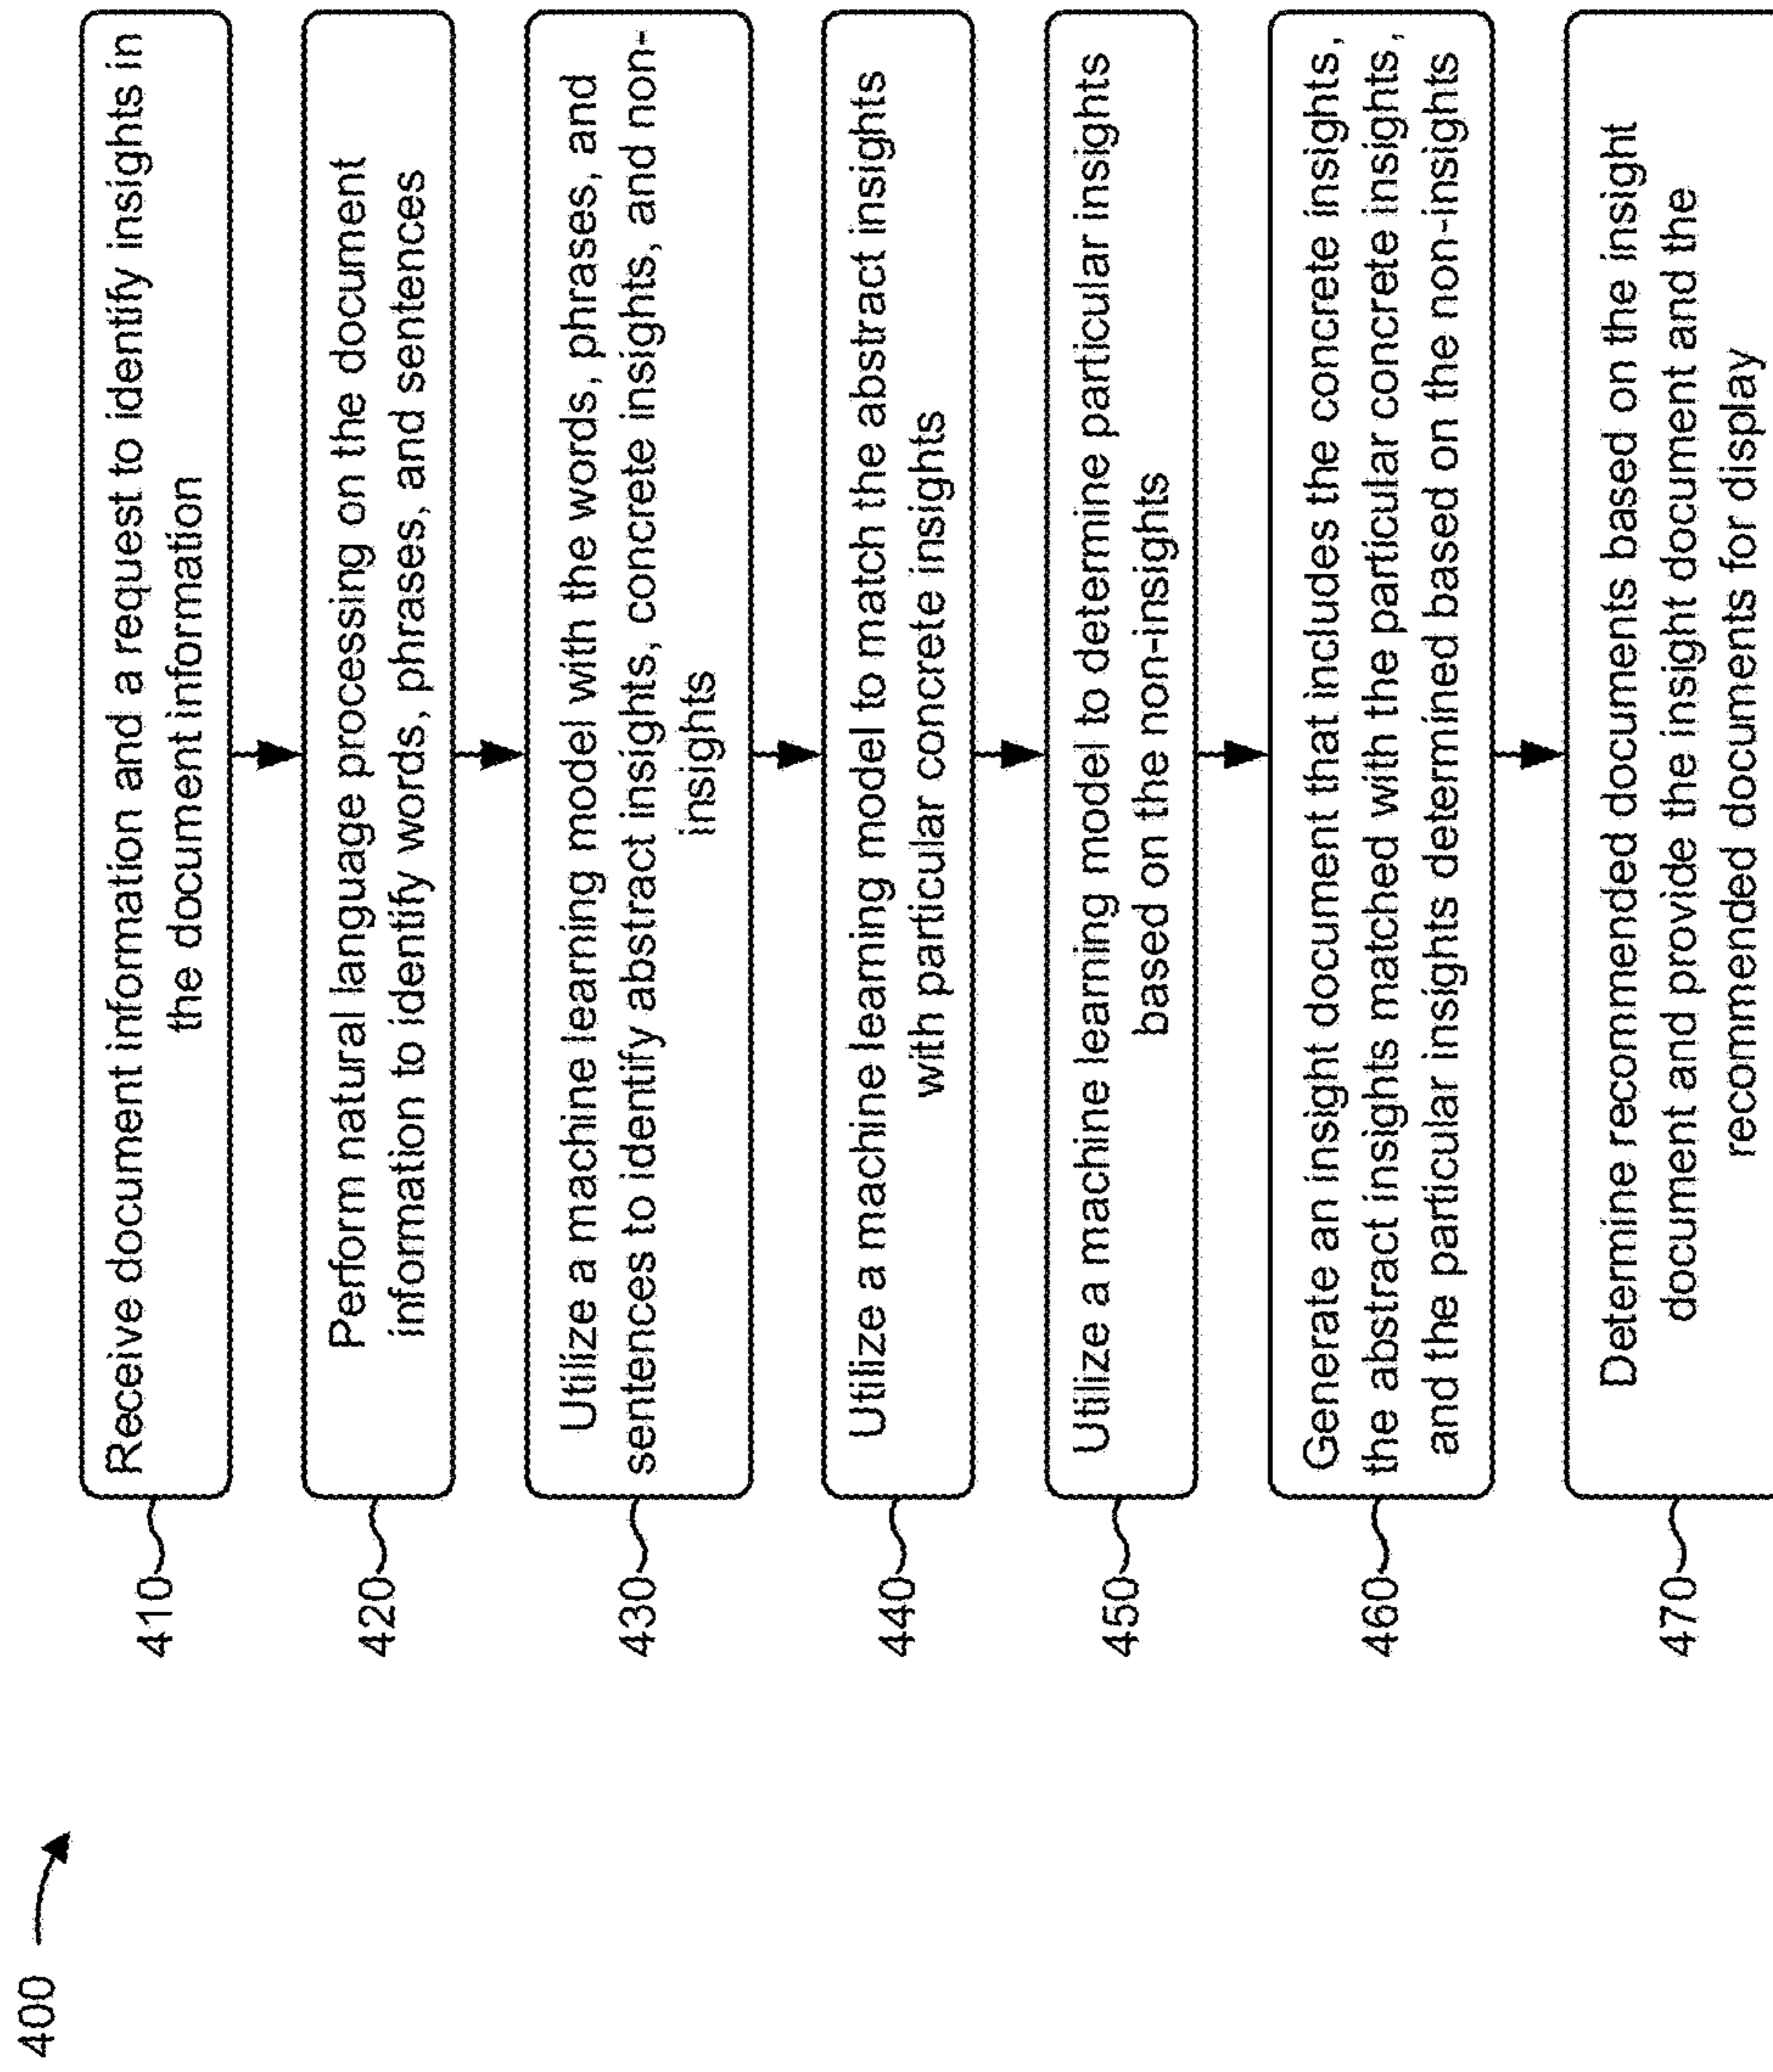 400
410
Receive document information and a request to identify insights in
the document information
420
Perform natural language processing on the document
information to identify words, phrases, and sentences
430
Utilize a machine learning model with the words, phrases, and
sentences to identify abstract insights, concrete insights, and non-
insights
440
Utilize a machine learning model to match the abstract insights
with particular concrete insights
450
Utilize a machine learning model to determine particular insights
based on the non-insights
460
Generate an insight document that includes the concrete insights,
the abstract insights matched with the particular concrete insights,
and the particular insights determined based on the non-insights
470
Determine recommended documents based on the insight
document and provide the insight document and the
recommended documents for display